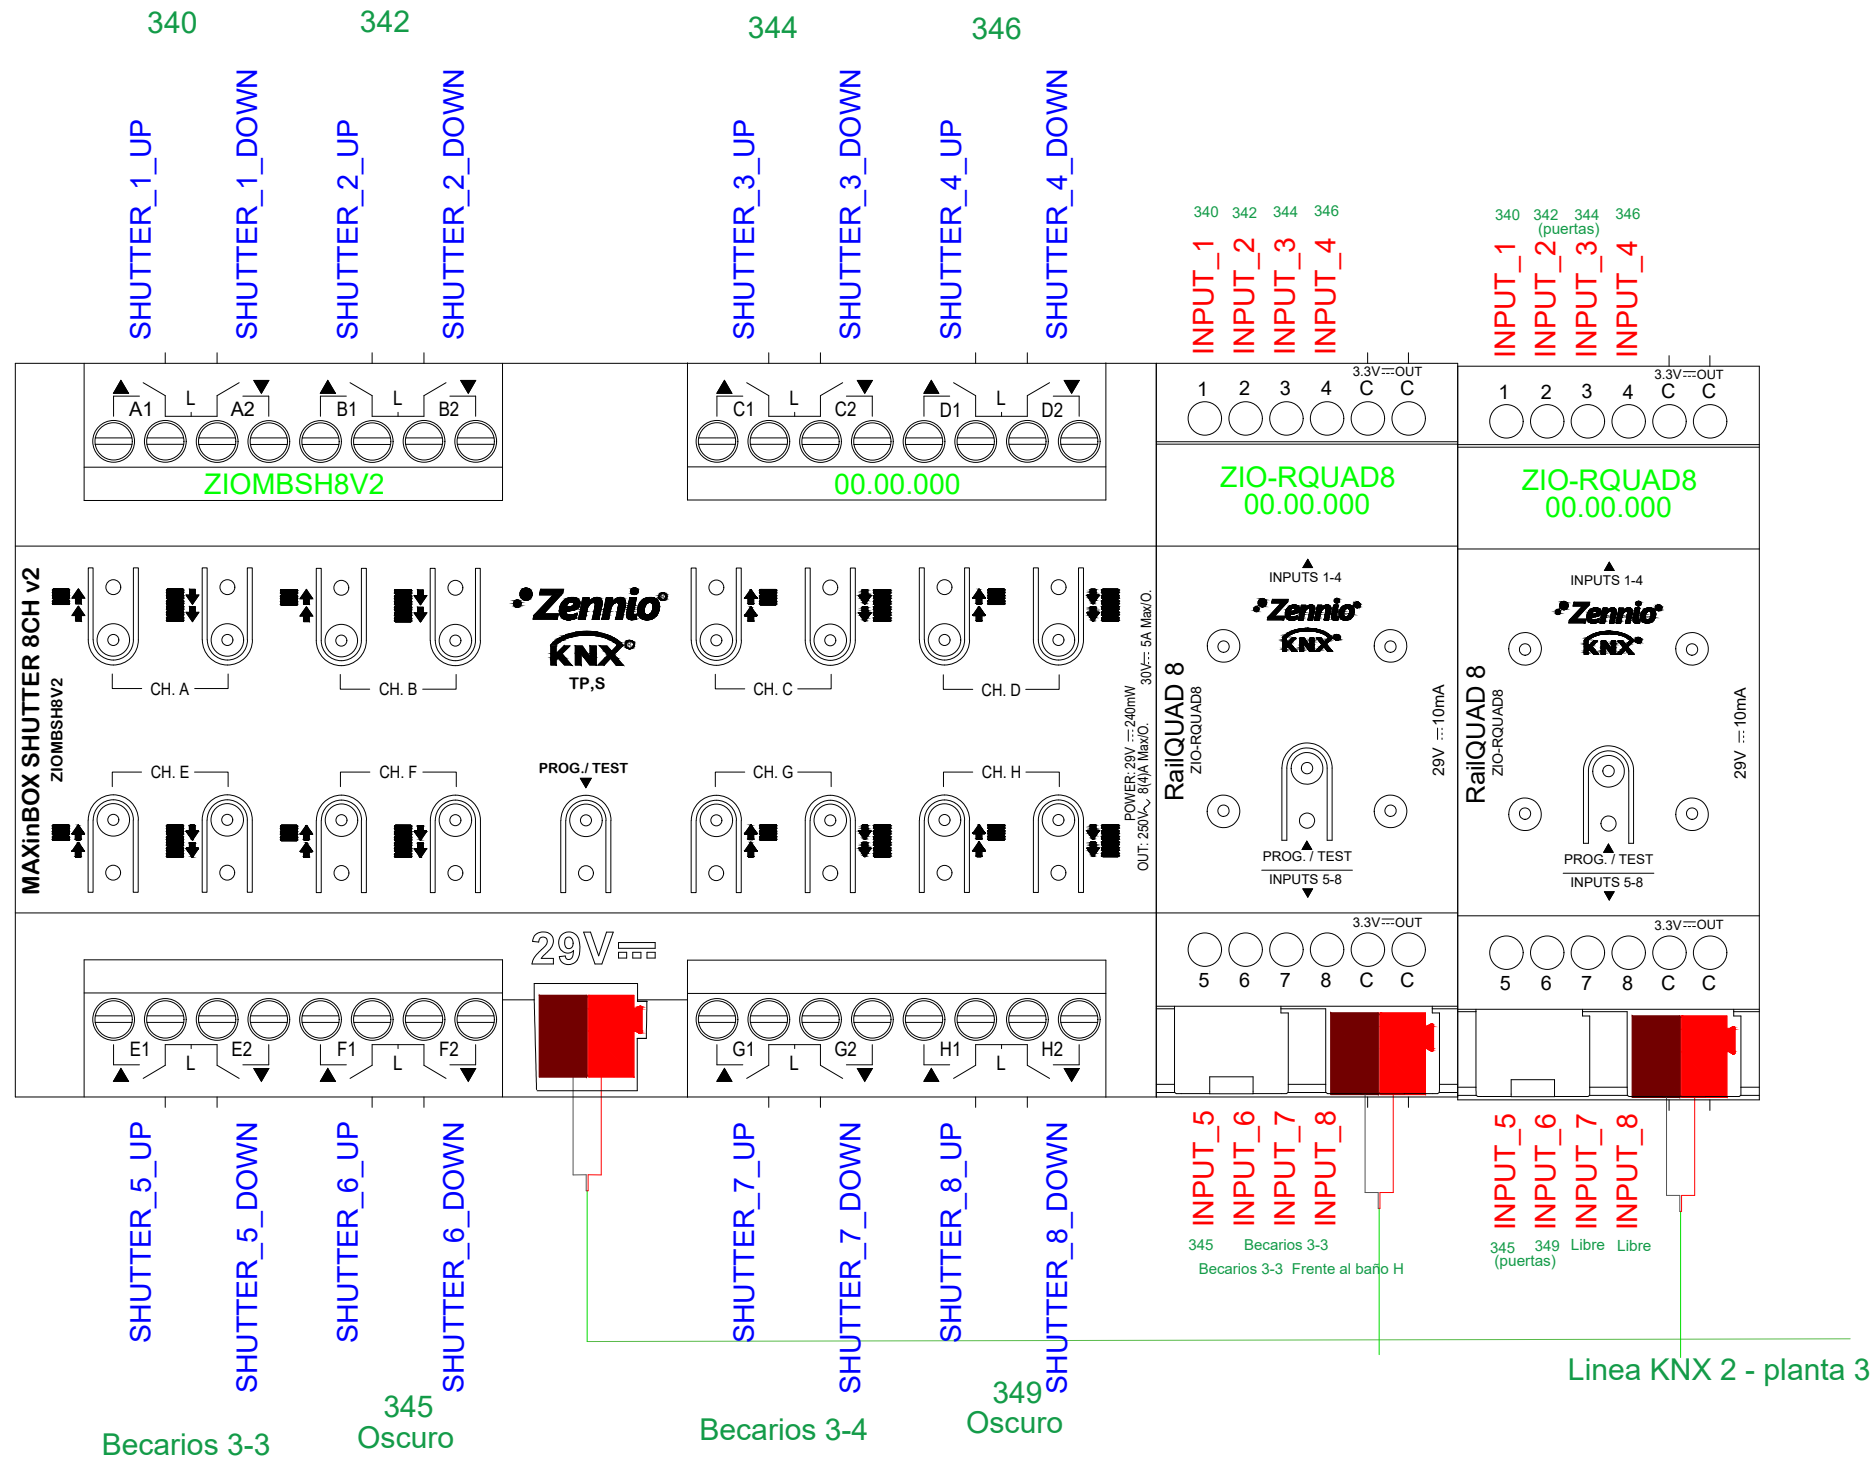 340 342 344 346
SHUTTER_1_UP
SHUTTER_1_DOWN
SHUTTER_2_UP
SHUTTER_2_DOWN
SHUTTER_3_UP
SHUTTER_3_DOWN
SHUTTER_4_UP
SHUTTER_4_DOWN
340 342 344 346
INPUT_1
INPUT_2
INPUT_3
INPUT_4
340 342 344 346
(puertas)
INPUT_1
INPUT_2
INPUT_3
INPUT_4
A1 L A2 B1 L B2
C1 L C2 D1 L D2
3.3V OUT
1 2 3 4 C C
3.3V OUT
1 2 3 4 C C
ZIOMBSH8V2
00.00.000
ZIO-RQUAD8
00.00.000
ZIO-RQUAD8
00.00.000
MAXinBOX SHUTTER 8CH v2
ZIOMBSH8V2
Zennio
KNX
TP,S
CH. A
CH. B
CH. C
CH. D
CH. E
CH. F
PROG./ TEST
CH. G
CH. H
POWER: 29V 240mW
OUT: 250V 8(4)A Max/O. 30V 5A Max/O.
INPUTS 1-4
Zennio
KNX
RailQUAD 8
ZIO-RQUAD8
29V 10mA
PROG. / TEST
INPUTS 5-8
INPUTS 1-4
Zennio
KNX
RailQUAD 8
ZIO-RQUAD8
29V 10mA
PROG. / TEST
INPUTS 5-8
29V
E1 L E2 F1 L F2
G1 L G2 H1 L H2
3.3V OUT
5 6 7 8 C C
3.3V OUT
5 6 7 8 C C
SHUTTER_5_UP
SHUTTER_5_DOWN
SHUTTER_6_UP
SHUTTER_6_DOWN
SHUTTER_7_UP
SHUTTER_7_DOWN
SHUTTER_8_UP
SHUTTER_8_DOWN
INPUT_5
INPUT_6
INPUT_7
INPUT_8
345 Becarios 3-3
Becarios 3-3 Frente al baño H
INPUT_5
INPUT_6
INPUT_7
INPUT_8
345 349 Libre Libre
(puertas)
Linea KNX 2 - planta 3
Becarios 3-3
345
Oscuro
Becarios 3-4
349
Oscuro